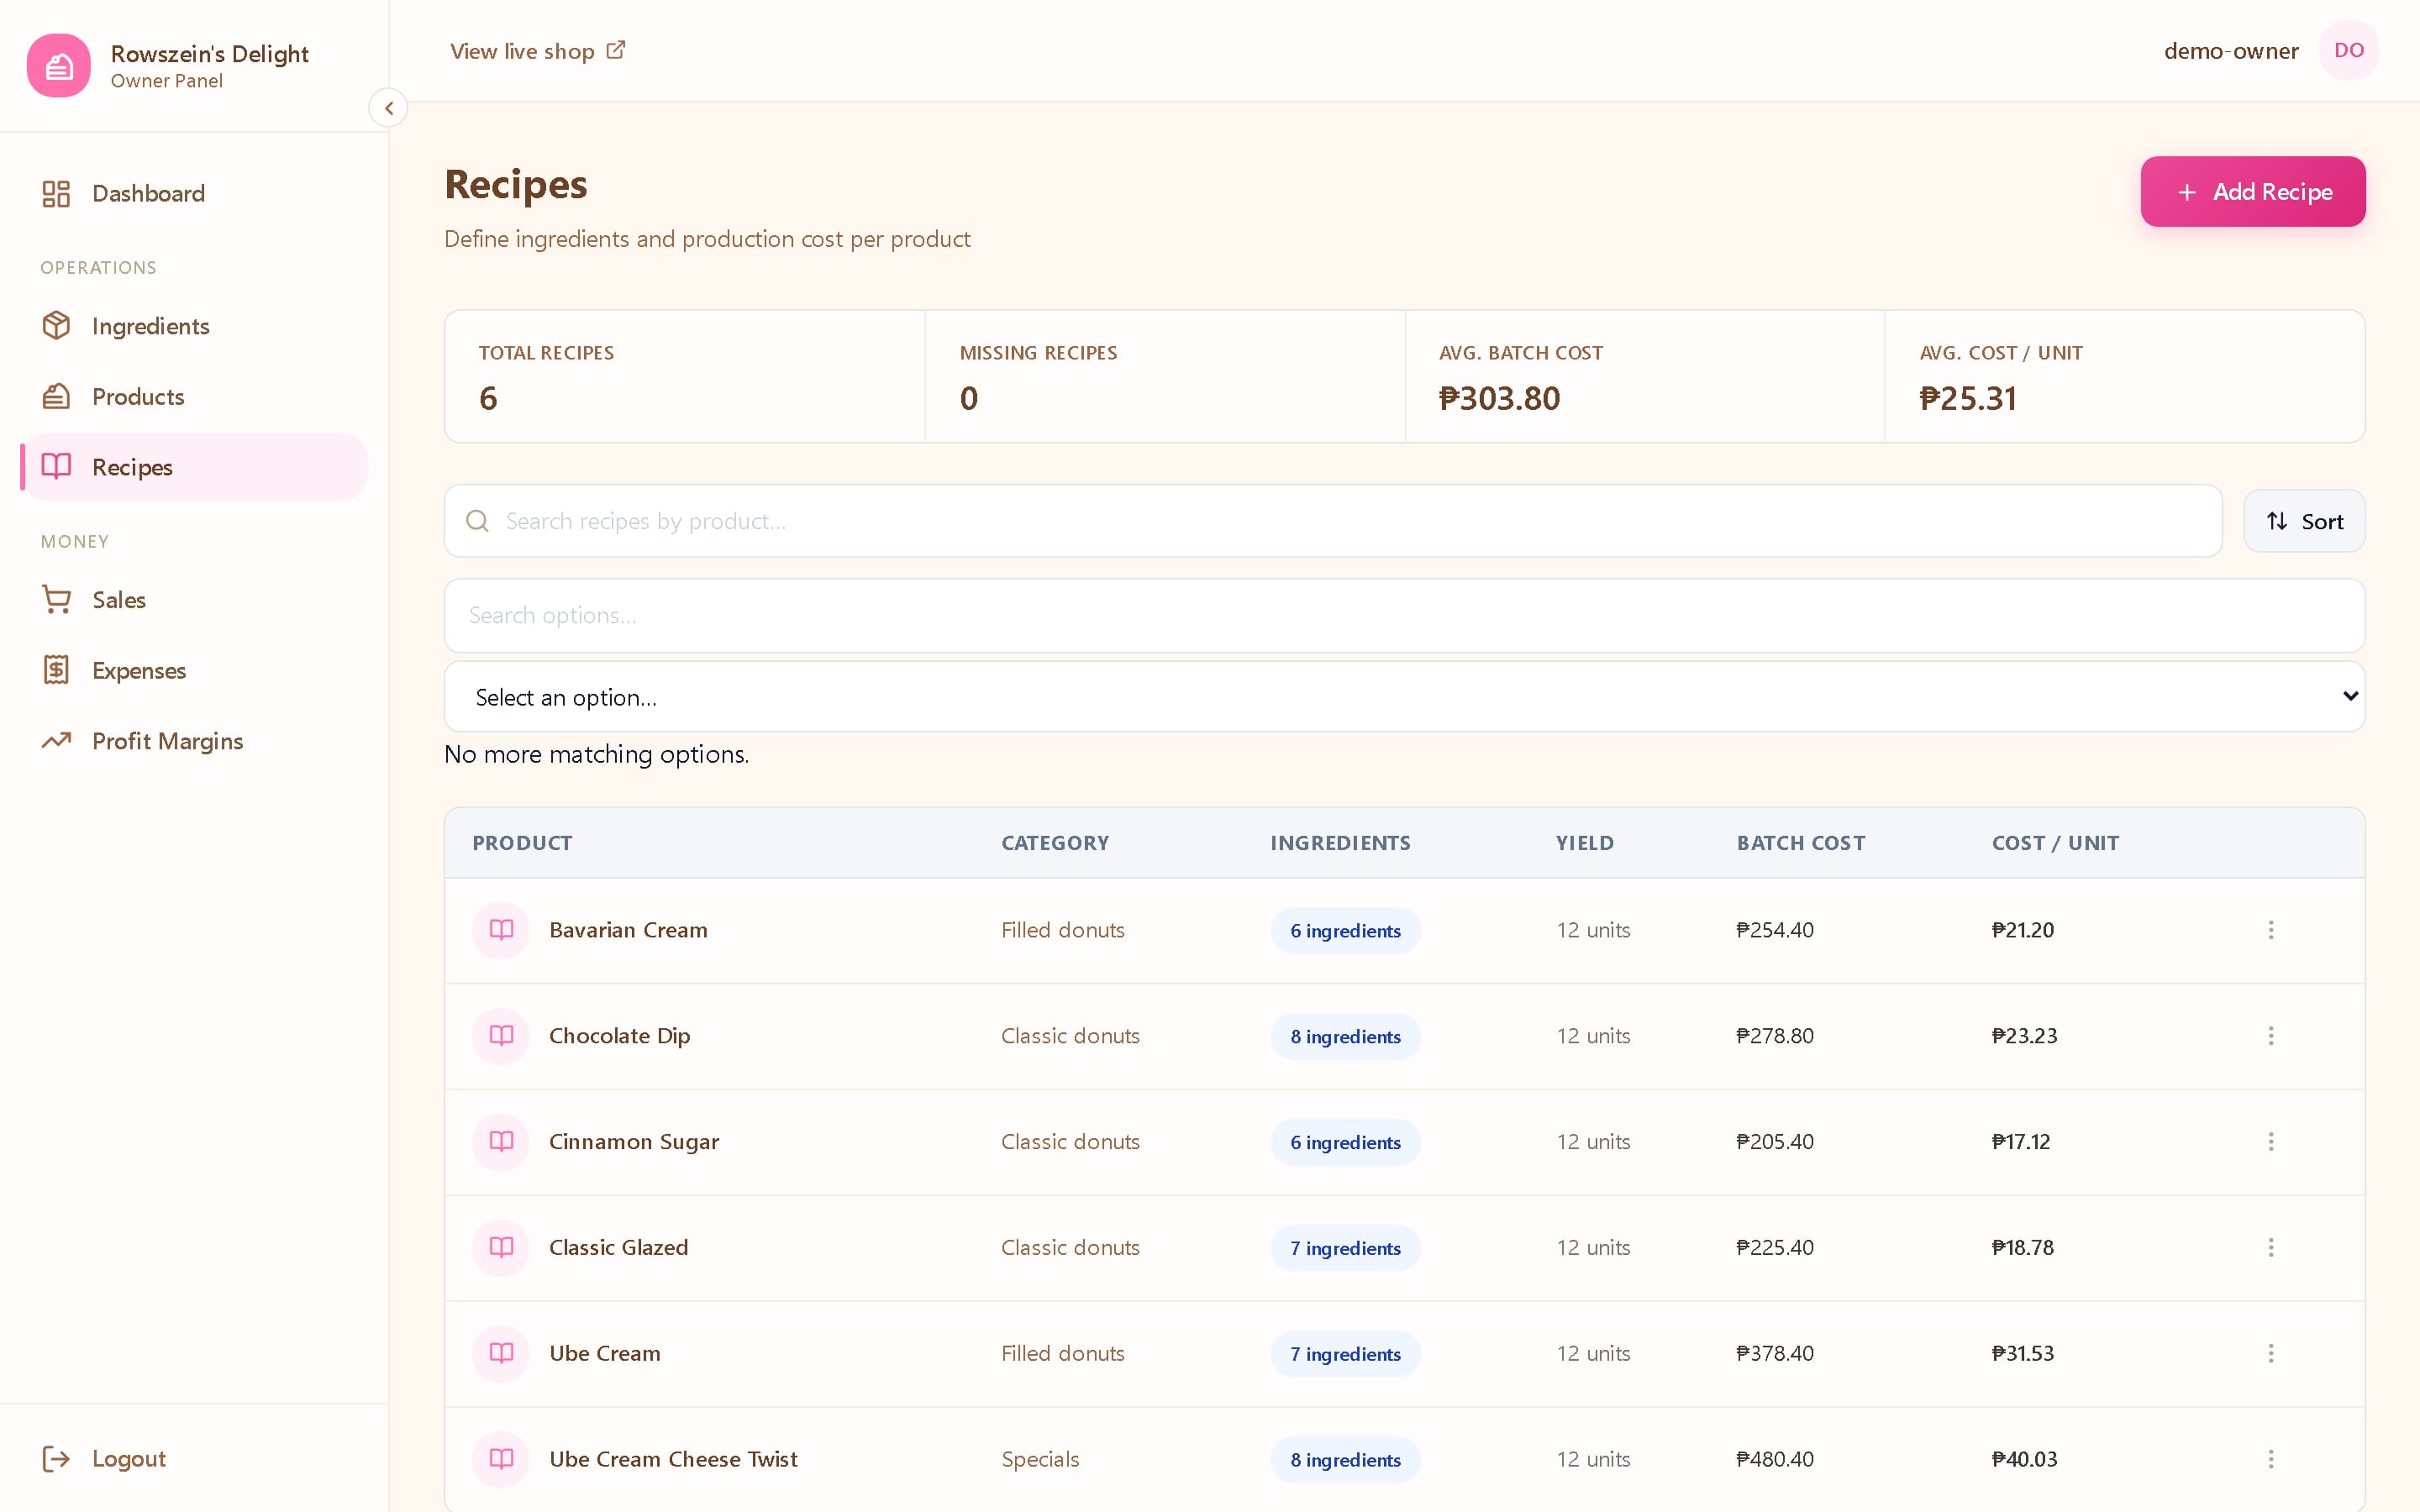 Rowszein's Delight
Owner Panel
View live shop
demo-owner
DO
Dashboard
OPERATIONS
Ingredients
Products
Recipes
MONEY
Sales
Expenses
Profit Margins
Logout
Recipes
Define ingredients and production cost per product
+ Add Recipe
TOTAL RECIPES
6
MISSING RECIPES
0
AVG. BATCH COST
₱303.80
AVG. COST / UNIT
₱25.31
Search recipes by product...
Sort
Search options...
Select an option...
No more matching options.
PRODUCT CATEGORY INGREDIENTS YIELD BATCH COST COST / UNIT
Bavarian Cream Filled donuts 6 ingredients 12 units ₱254.40 ₱21.20
Chocolate Dip Classic donuts 8 ingredients 12 units ₱278.80 ₱23.23
Cinnamon Sugar Classic donuts 6 ingredients 12 units ₱205.40 ₱17.12
Classic Glazed Classic donuts 7 ingredients 12 units ₱225.40 ₱18.78
Ube Cream Filled donuts 7 ingredients 12 units ₱378.40 ₱31.53
Ube Cream Cheese Twist Specials 8 ingredients 12 units ₱480.40 ₱40.03